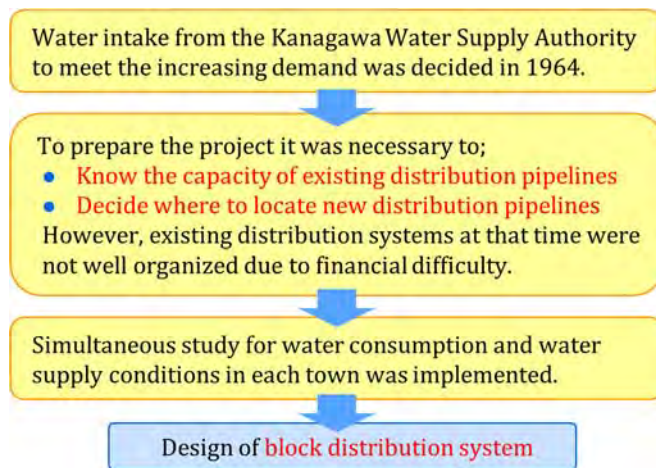 Water intake from the Kanagawa Water Supply Authority
to meet the increasing demand was decided in 1964.
To prepare the project it was necessary to;
● Know the capacity of existing distribution pipelines
● Decide where to locate new distribution pipelines
However, existing distribution systems at that time were
not well organized due to financial difficulty.
Simultaneous study for water consumption and water
supply conditions in each town was implemented.
Design of block distribution system